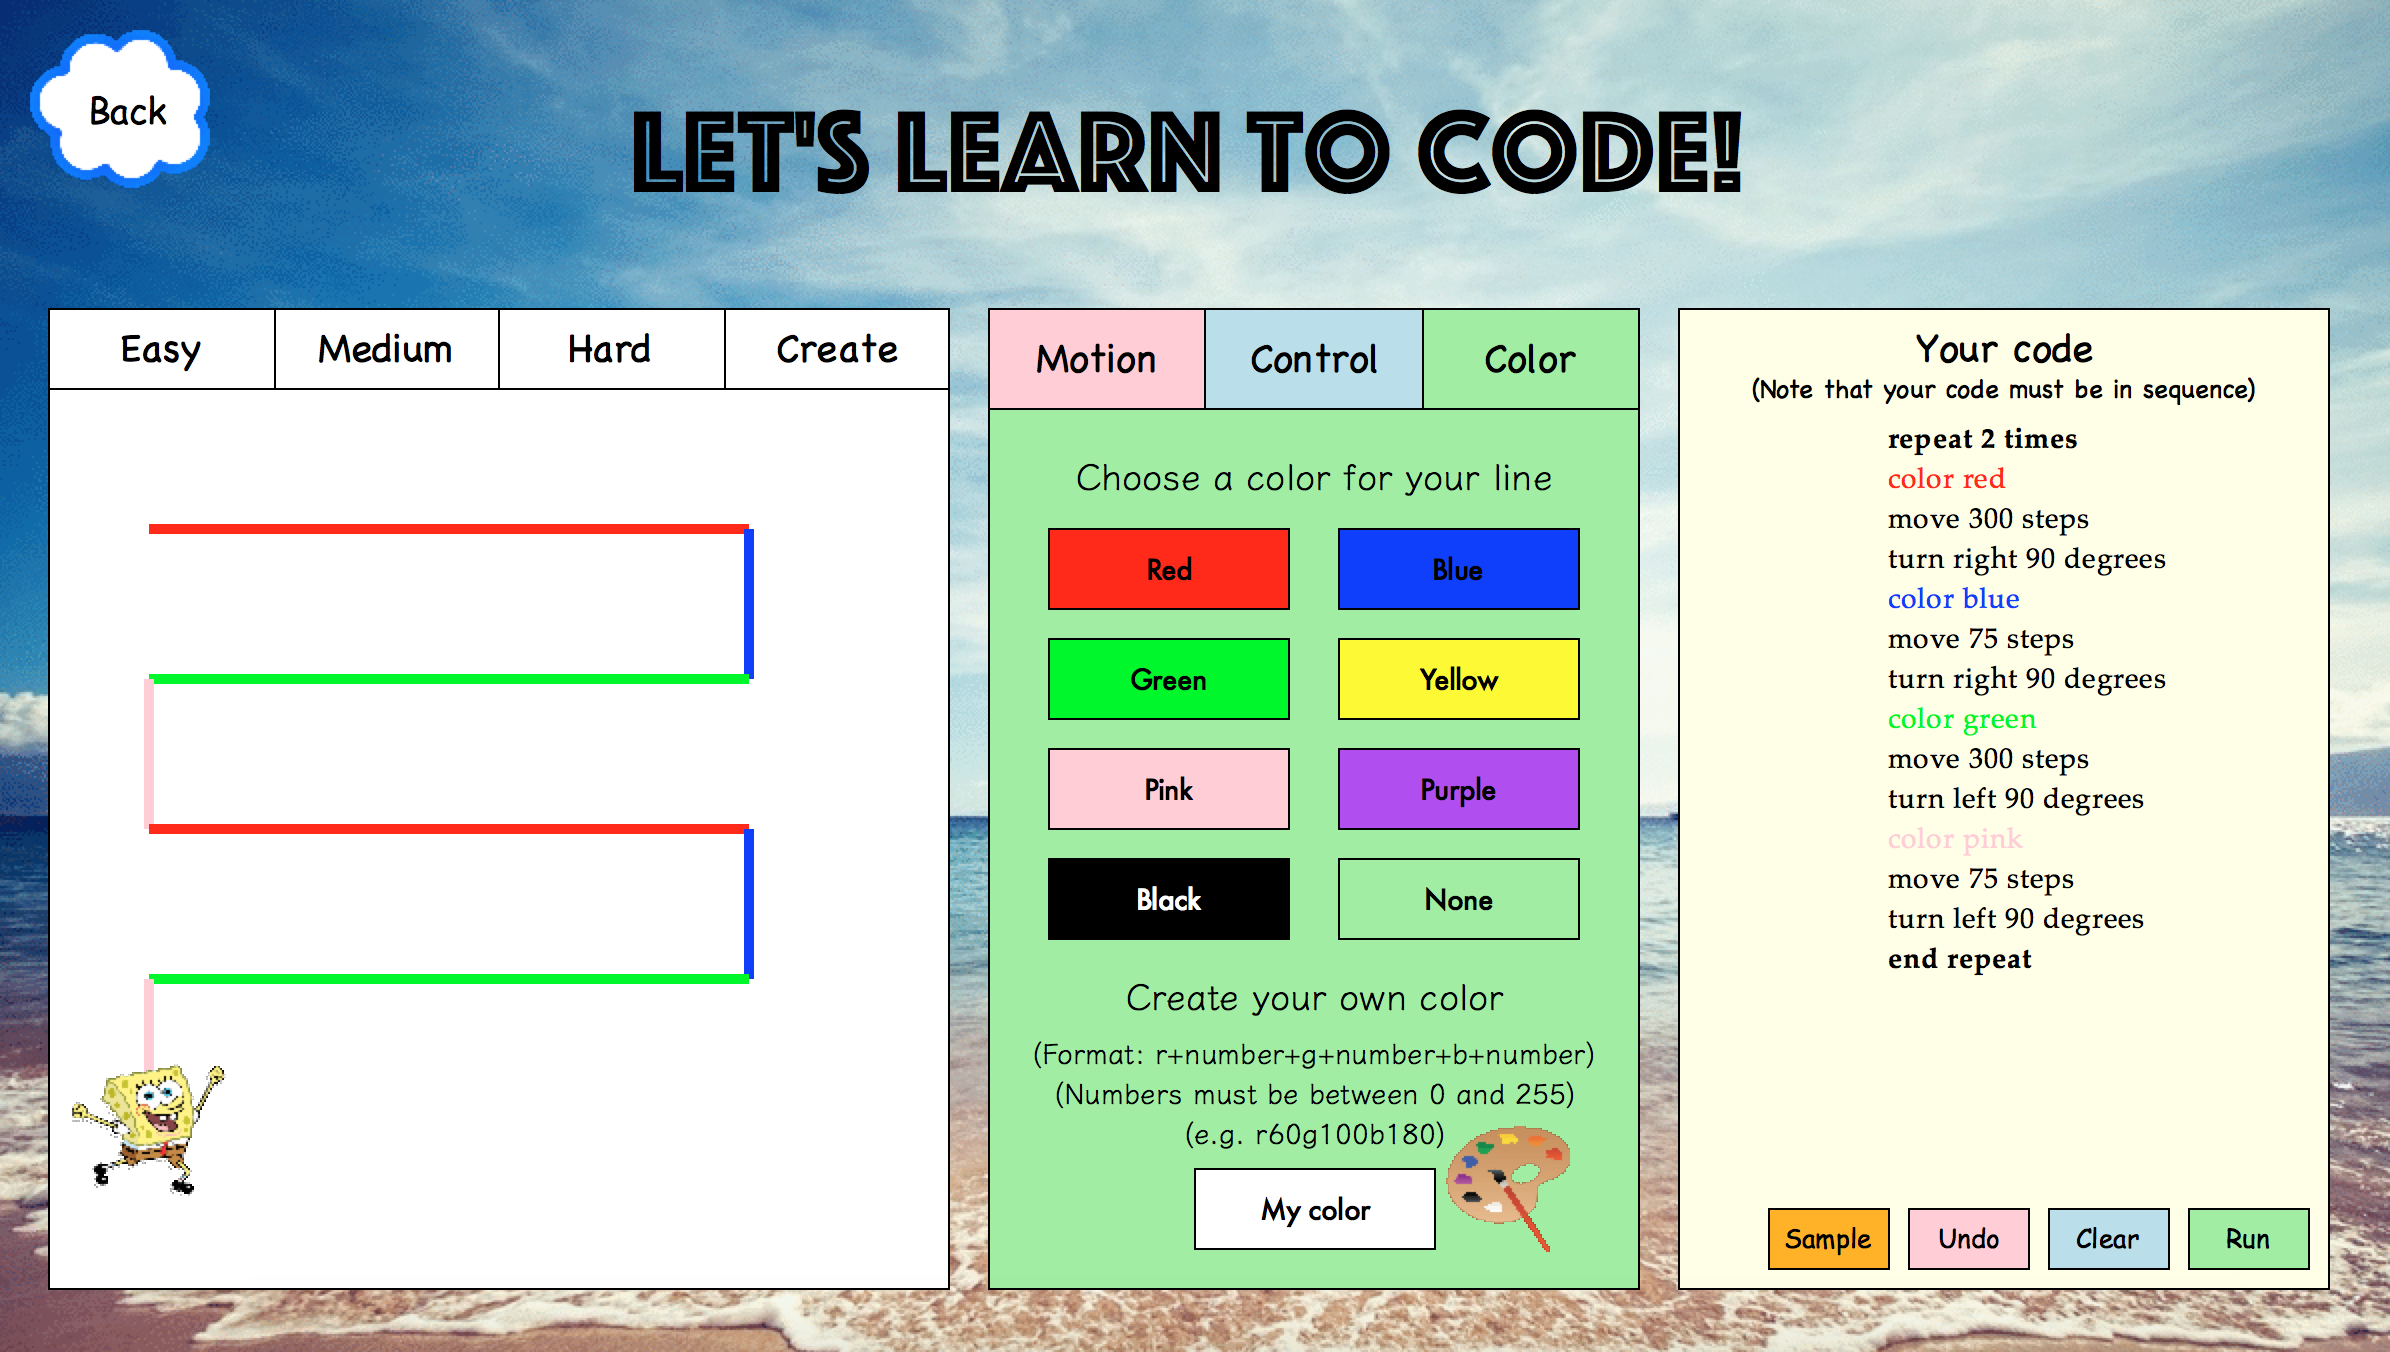 Back
LET'S LEARN TO CODE!
Easy
Medium
Hard
Create
Motion
Control
Color
Choose a color for your line
Red
Blue
Green
Yellow
Pink
Purple
Black
None
Create your own color
(Format: r+number+g+number+b+number)
(Numbers must be between 0 and 255)
(e.g. r60g100b180)
My color
Your code
(Note that your code must be in sequence)
repeat 2 times
color red
move 300 steps
turn right 90 degrees
color blue
move 75 steps
turn right 90 degrees
color green
move 300 steps
turn left 90 degrees
color pink
move 75 steps
turn left 90 degrees
end repeat
Sample
Undo
Clear
Run